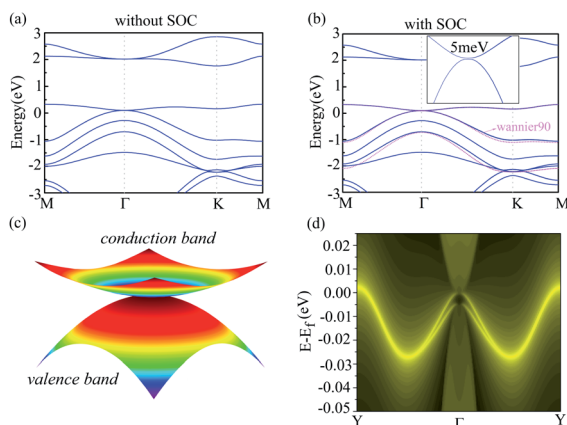 (a)
without SOC
(b)
with SOC
Energy(eV)
3
2
1
0
-1
-2
-3
M
Γ
K
M
Energy(eV)
3
2
1
0
-1
-2
-3
5meV
wannier90
M
Γ
K
M
(c)
conduction band
valence band
(d)
E-E_f (eV)
0.02
0.01
0.00
-0.01
-0.02
-0.03
-0.04
-0.05
Y
Γ
Y